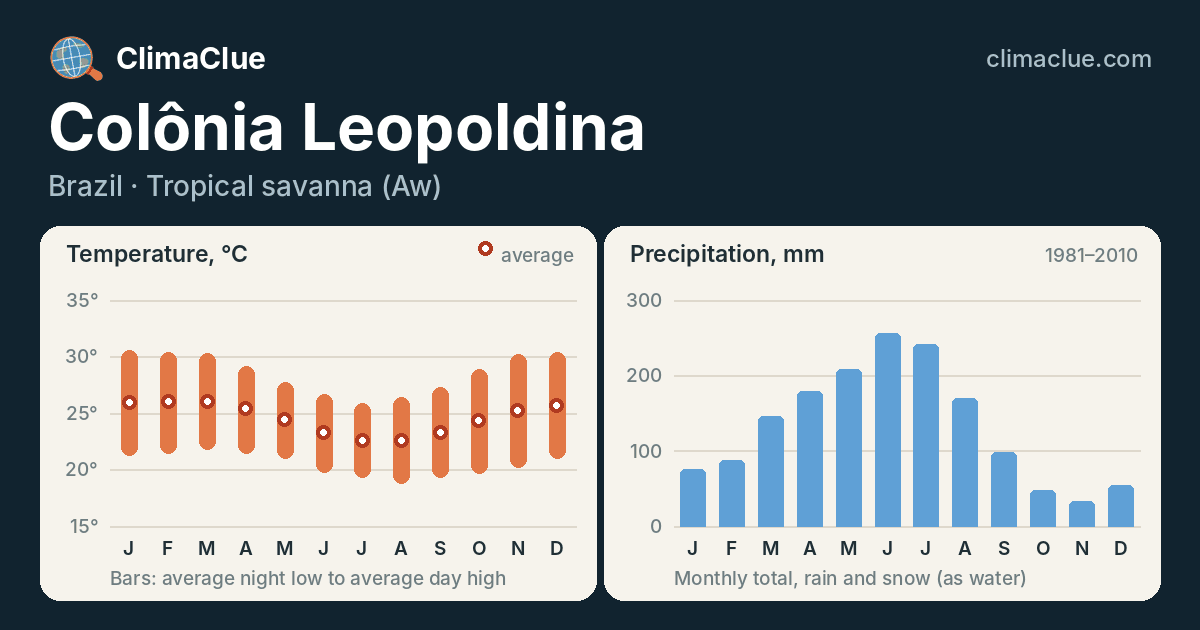 ClimaClue
climaclue.com
Colônia Leopoldina
Brazil · Tropical savanna (Aw)
Temperature, °C
average
35°
30°
25°
20°
15°
J F M A M J J A S O N D
Bars: average night low to average day high
Precipitation, mm
1981–2010
300
200
100
0
J F M A M J J A S O N D
Monthly total, rain and snow (as water)